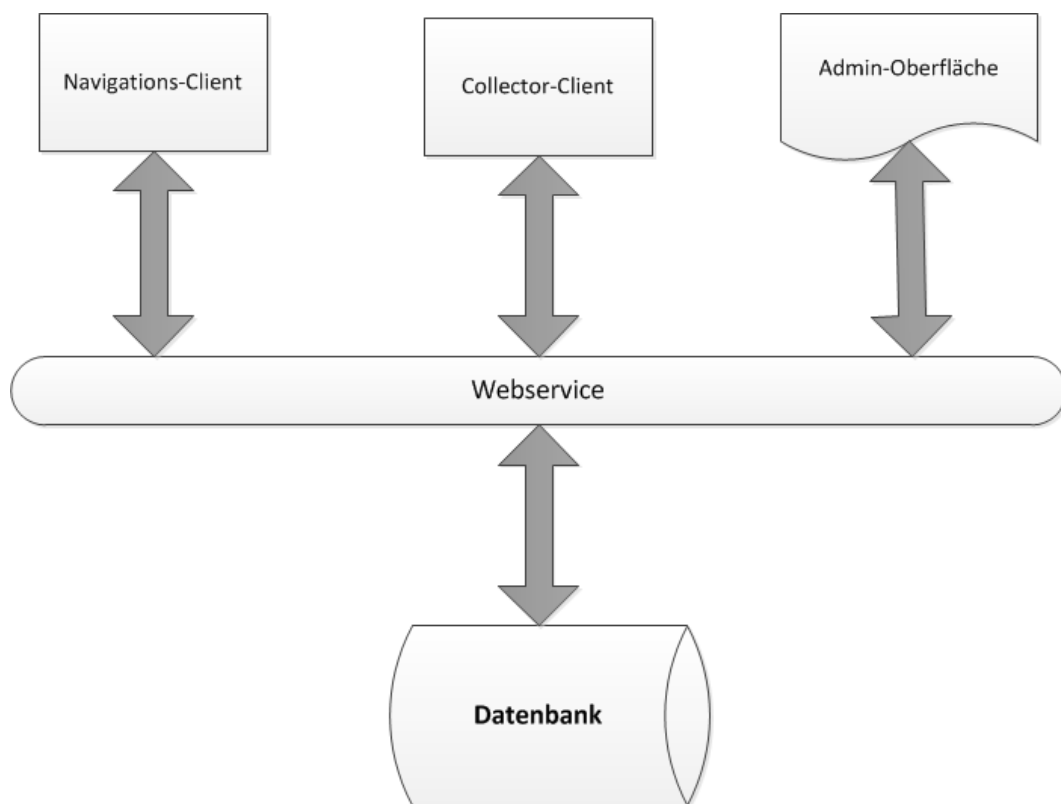 Navigations-Client
Collector-Client
Admin-Oberfläche
Webservice
Datenbank